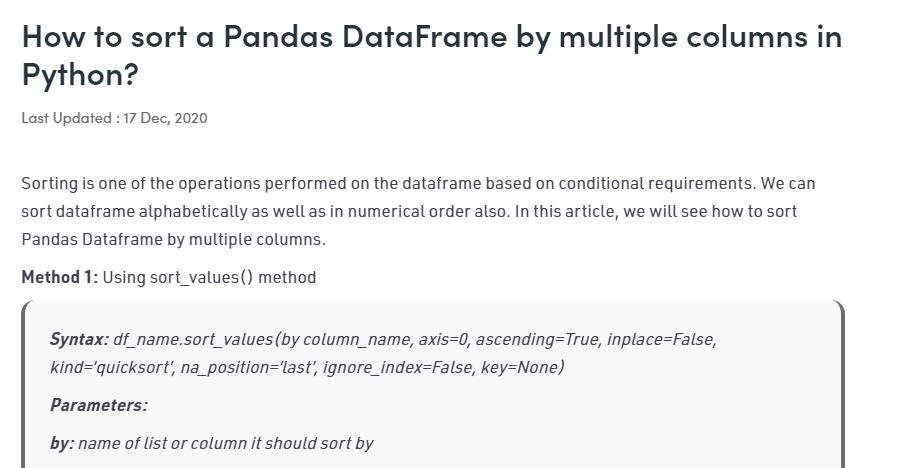 How to sort a Pandas DataFrame by multiple columns in
Python?
Last Updated : 17 Dec, 2020
Sorting is one of the operations performed on the dataframe based on conditional requirements. We can
sort dataframe alphabetically as well as in numerical order also. In this article, we will see how to sort
Pandas Dataframe by multiple columns.
Method 1: Using sort_values() method
Syntax: df_name.sort_values(by column_name, axis=0, ascending=True, inplace=False,
kind=’quicksort’, na_position=’last’, ignore_index=False, key=None)
Parameters:
by: name of list or column it should sort by